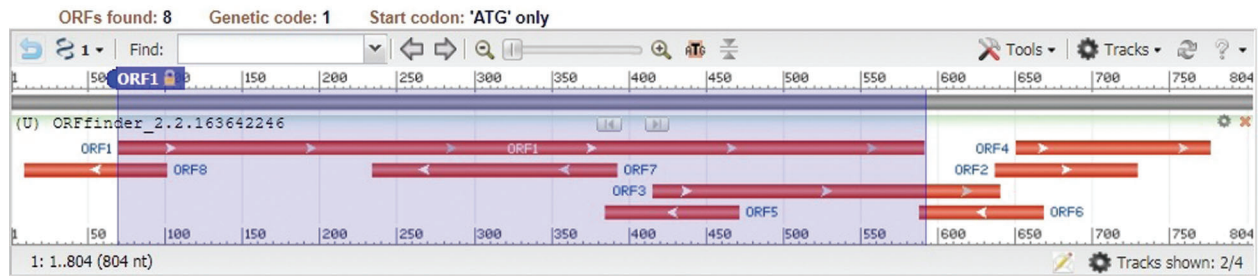 ORFs found: 8 Genetic code: 1 Start codon: 'ATG' only
1 Find: ATG Tools Tracks ?
1 50 ORF1 150 200 250 300 350 400 450 500 550 600 650 700 750 804
(U) ORFfinder_2.2.163642246
ORF1 ORF1 ORF4
ORF8 ORF7 ORF2
ORF3
ORF5 ORF6
1 50 100 150 200 250 300 350 400 450 500 550 600 650 700 750 804
1: 1..804 (804 nt) Tracks shown: 2/4